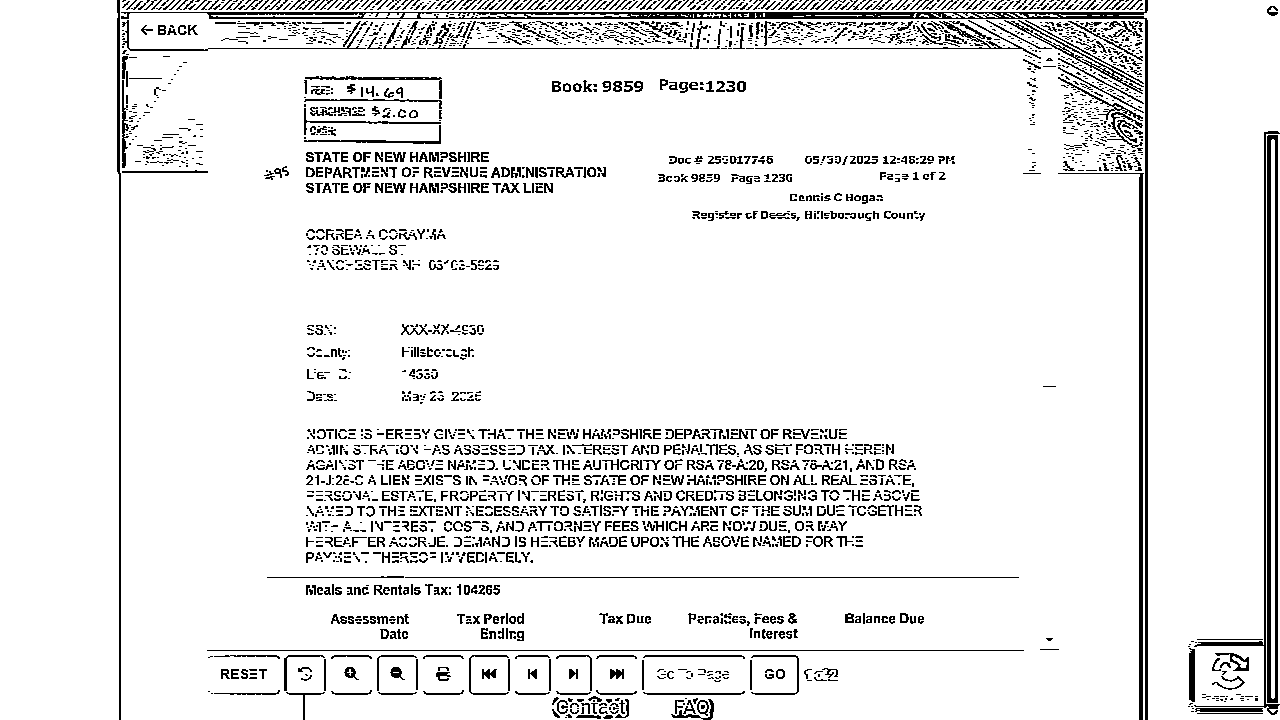 ← BACK
FEE: $14.69
SURCHARGE: $2.00
CASH:
Book: 9859 Page:1230
#95
STATE OF NEW HAMPSHIRE
DEPARTMENT OF REVENUE ADMINISTRATION
STATE OF NEW HAMPSHIRE TAX LIEN
Doc # 255017746 05/30/2025 12:48:29 PM
Book 9859 Page 1230 Page 1 of 2
Dennis C Hogan
Register of Deeds, Hillsborough County
CORREA A CORAYMA
170 SEWALL ST
MANCHESTER NH
SSN:
County: Hillsborough
Lien ID:
Date: May 23, 2025
NOTICE IS HEREBY GIVEN THAT THE NEW HAMPSHIRE DEPARTMENT OF REVENUE
ADMINISTRATION HAS ASSESSED TAX, INTEREST AND PENALTIES, AS SET FORTH HEREIN
AGAINST THE ABOVE NAMED. UNDER THE AUTHORITY OF RSA 78-A:20, RSA 78-A:21, AND RSA
21-J:28-C A LIEN EXISTS IN FAVOR OF THE STATE OF NEW HAMPSHIRE ON ALL REAL ESTATE,
PERSONAL ESTATE, PROPERTY INTEREST, RIGHTS AND CREDITS BELONGING TO THE ABOVE
NAMED TO THE EXTENT NECESSARY TO SATISFY THE PAYMENT OF THE SUM DUE TOGETHER
WITH ALL INTEREST, COSTS, AND ATTORNEY FEES WHICH ARE NOW DUE, OR MAY
HEREAFTER ACCRUE. DEMAND IS HEREBY MADE UPON THE ABOVE NAMED FOR THE
PAYMENT THEREOF IMMEDIATELY.
Meals and Rentals Tax: 104265
Assessment Tax Period Tax Due Penalties, Fees & Balance Due
Date Ending Interest
RESET Go To Page GO 1 of 2
Contact FAQ